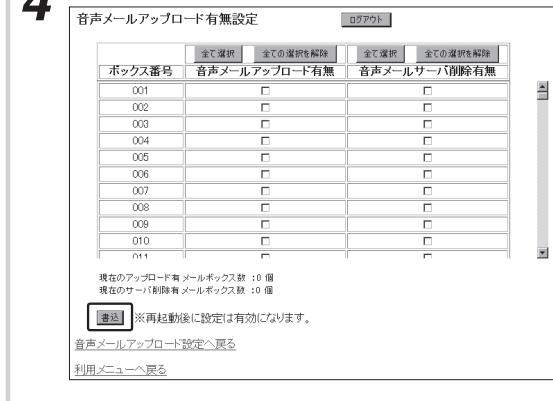 4
音声メールアップロード有無設定 ログアウト
全て選択 全ての選択を解除 全て選択 全ての選択を解除
ボックス番号 音声メールアップロード有無 音声メールサーバ削除有無
001
002
003
004
005
006
007
008
009
010
011
現在のアップロード有メールボックス数 :0 個
現在のサーバ削除有メールボックス数 :0 個
書込 ※再起動後に設定は有効になります。
音声メールアップロード設定へ戻る
利用メニューへ戻る